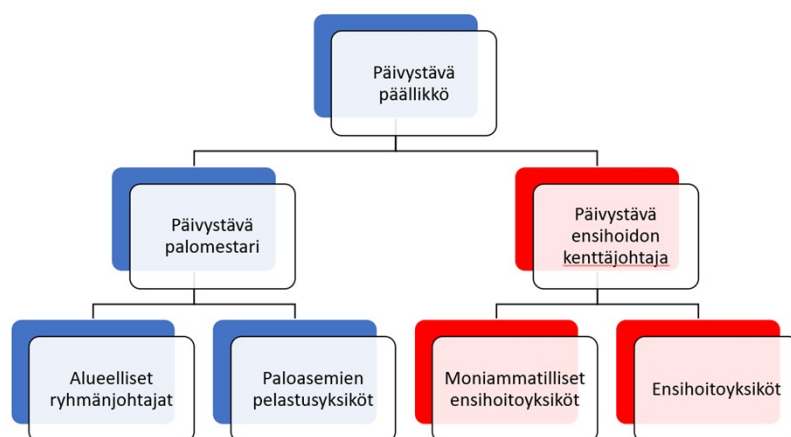 Päivystävä
päällikkö
Päivystävä
palomestari
Päivystävä
ensihoidon
kenttäjohtaja
Alueelliset
ryhmänjohtajat
Paloasemien
pelastusyksiköt
Moniammatilliset
ensihoitoyksiköt
Ensihoitoyksiköt